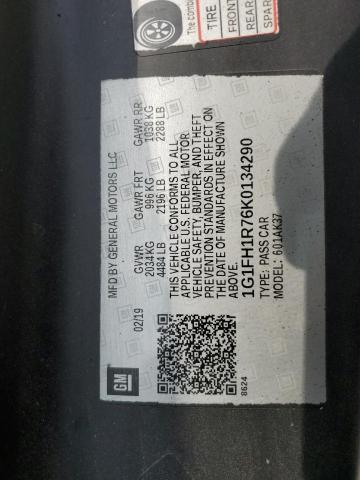 The combi
TIRE
FRONT
REAR
SPAR
MFD BY GENERAL MOTORS LLC
02/19 GVWR GAWR FRT GAWR RR
2034 KG 996 KG 1038 KG
4484 LB 2196 LB 2288 LB
THIS VEHICLE CONFORMS TO ALL
APPLICABLE U.S. FEDERAL MOTOR
VEHICLE SAFETY, BUMPER, AND THEFT
PREVENTION STANDARDS IN EFFECT ON
THE DATE OF MANUFACTURE SHOWN
ABOVE.
1G1FH1R76K0134290
TYPE: PASS CAR
MODEL: 601AK37
GM
8624